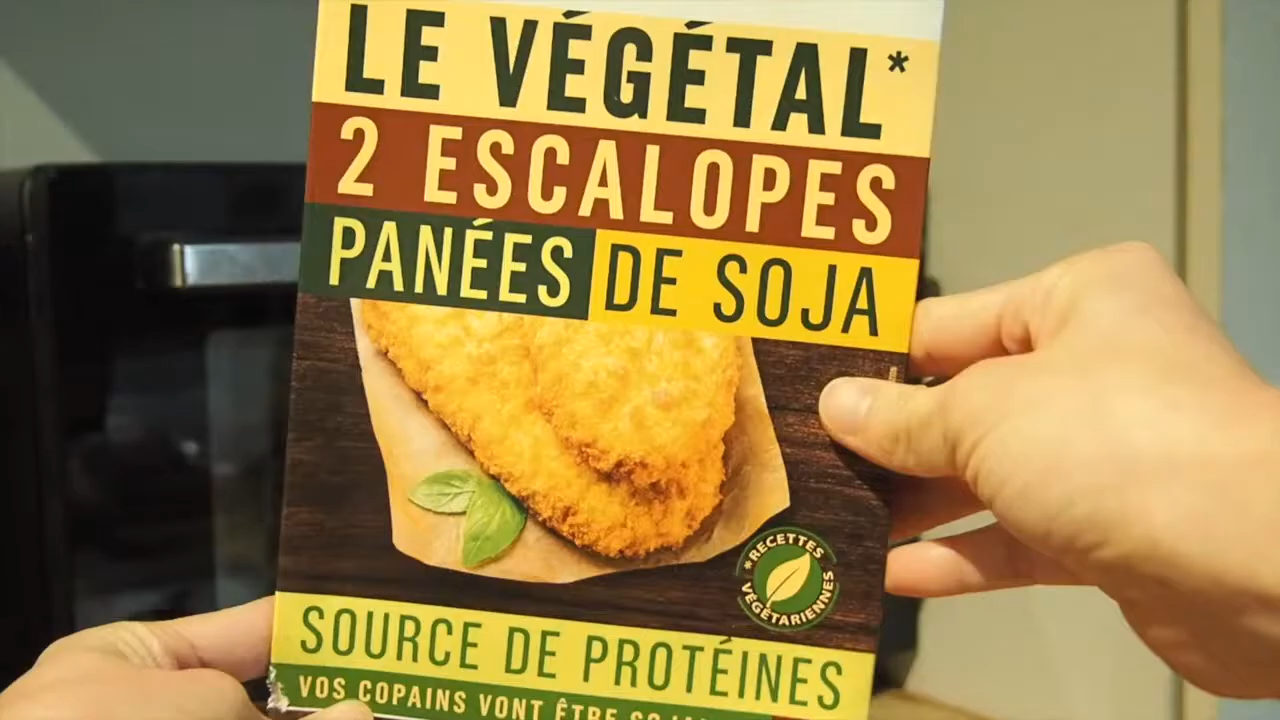 LE VÉGÉTAL*
2 ESCALOPES
PANÉES DE SOJA
*RECETTES
VÉGÉTARIENNES
SOURCE DE PROTÉINES
VOS COPAINS VONT ÊTRE